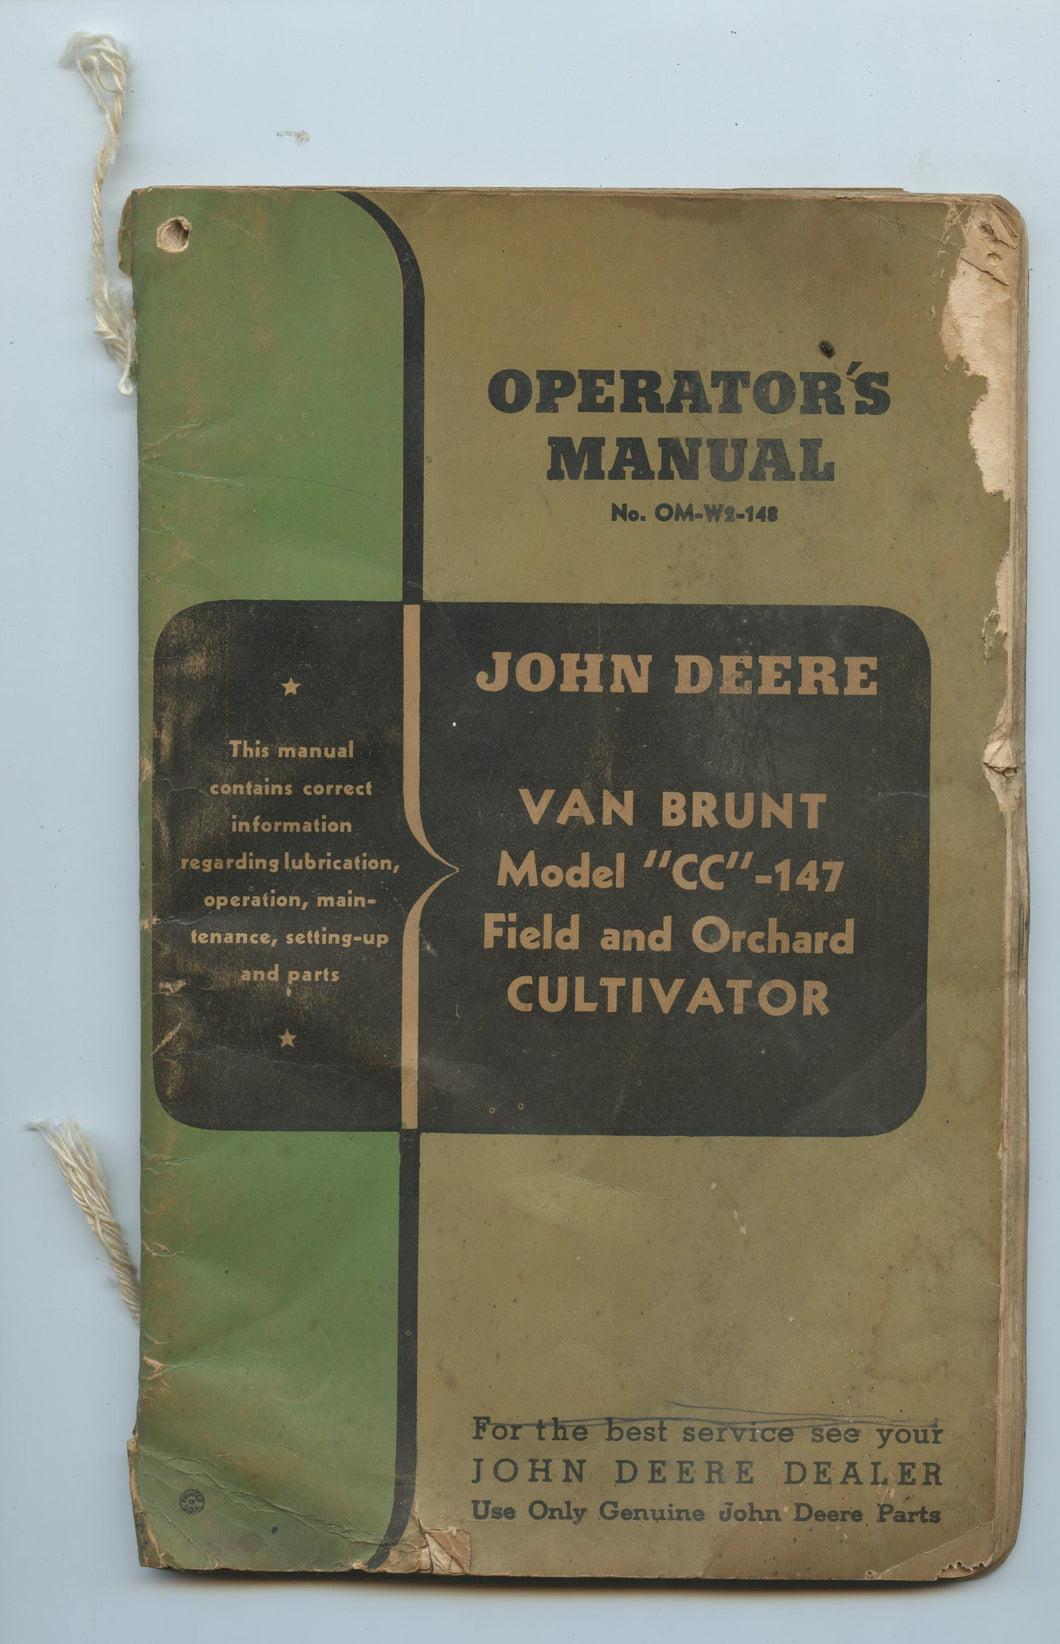 OPERATOR'S
MANUAL
No. OM-W2-148
JOHN DEERE
VAN BRUNT
Model "CC"-147
Field and Orchard
CULTIVATOR
★
This manual
contains correct
information
regarding lubrication,
operation, main-
tenance, setting-up
and parts
★
For the best service see your
JOHN DEERE DEALER
Use Only Genuine John Deere Parts
PRINTED
IN